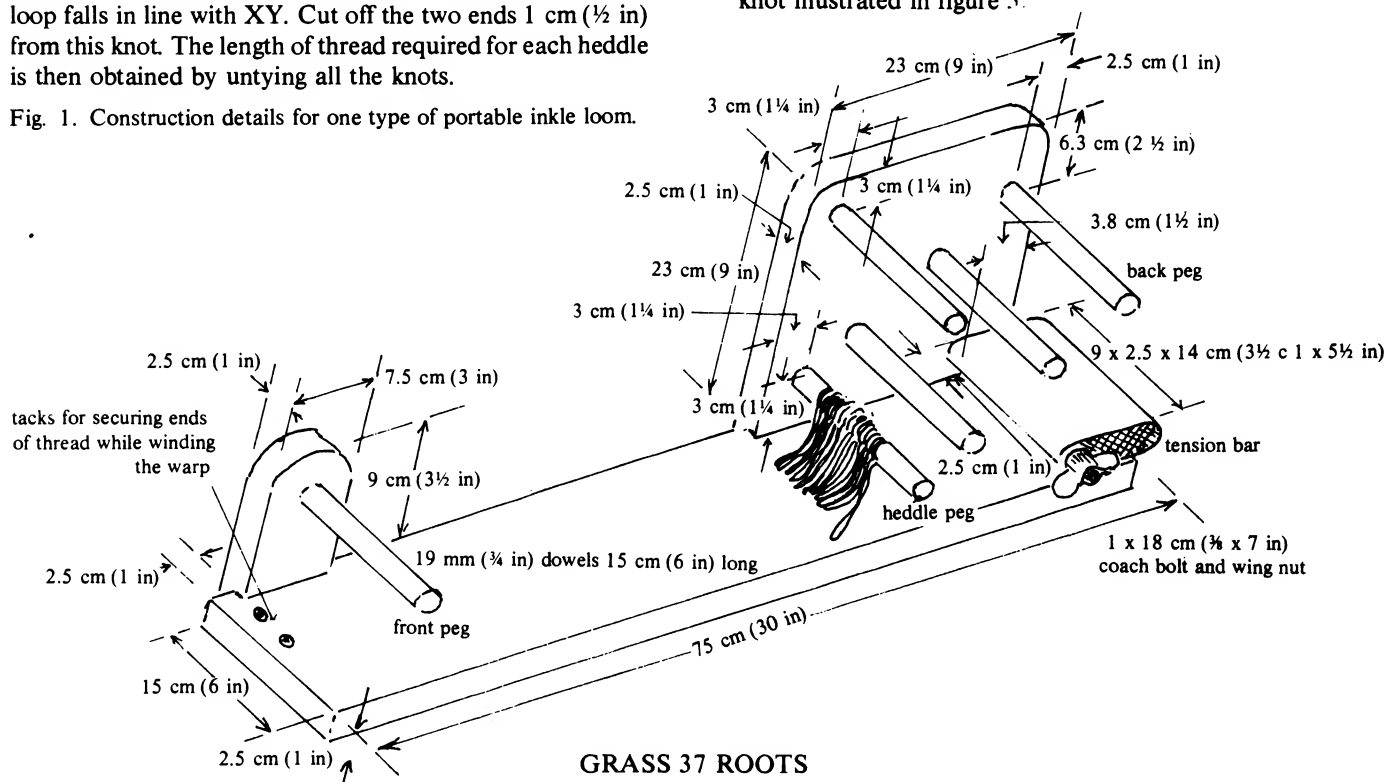 loop falls in line with XY. Cut off the two ends 1 cm (½ in)
from this knot. The length of thread required for each heddle
is then obtained by untying all the knots.
Fig. 1. Construction details for one type of portable inkle loom.
knot illustrated in figure
23 cm (9 in)
2.5 cm (1 in)
3 cm (1¼ in)
6.3 cm (2 ½ in)
2.5 cm (1 in)
3 cm (1¼ in)
3.8 cm (1½ in)
23 cm (9 in)
back peg
3 cm (1¼ in)
9 x 2.5 x 14 cm (3½ c 1 x 5½ in)
2.5 cm (1 in)
7.5 cm (3 in)
3 cm (1¼ in)
tacks for securing ends
of thread while winding
the warp
tension bar
9 cm (3½ in)
2.5 cm (1 in)
heddle peg
1 x 18 cm (⅜ x 7 in)
coach bolt and wing nut
19 mm (¾ in) dowels 15 cm (6 in) long
2.5 cm (1 in)
front peg
75 cm (30 in)
15 cm (6 in)
2.5 cm (1 in)
GRASS 37 ROOTS